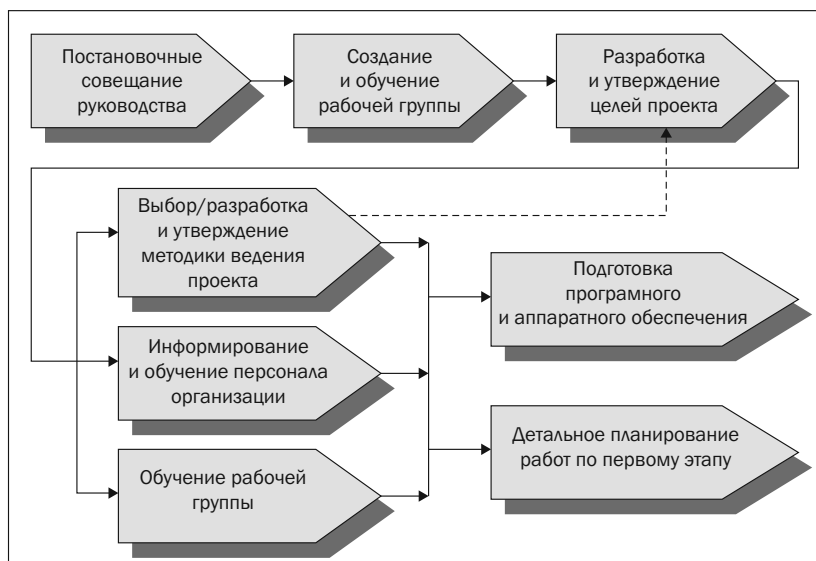 Постановочные
совещание
руководства
Создание
и обучение
рабочей группы
Разработка
и утверждение
целей проекта
Выбор/разработка
и утверждение
методики ведения
проекта
Подготовка
програмного
и аппаратного обеспечения
Информирование
и обучение персонала
организации
Детальное планирование
работ по первому этапу
Обучение рабочей
группы